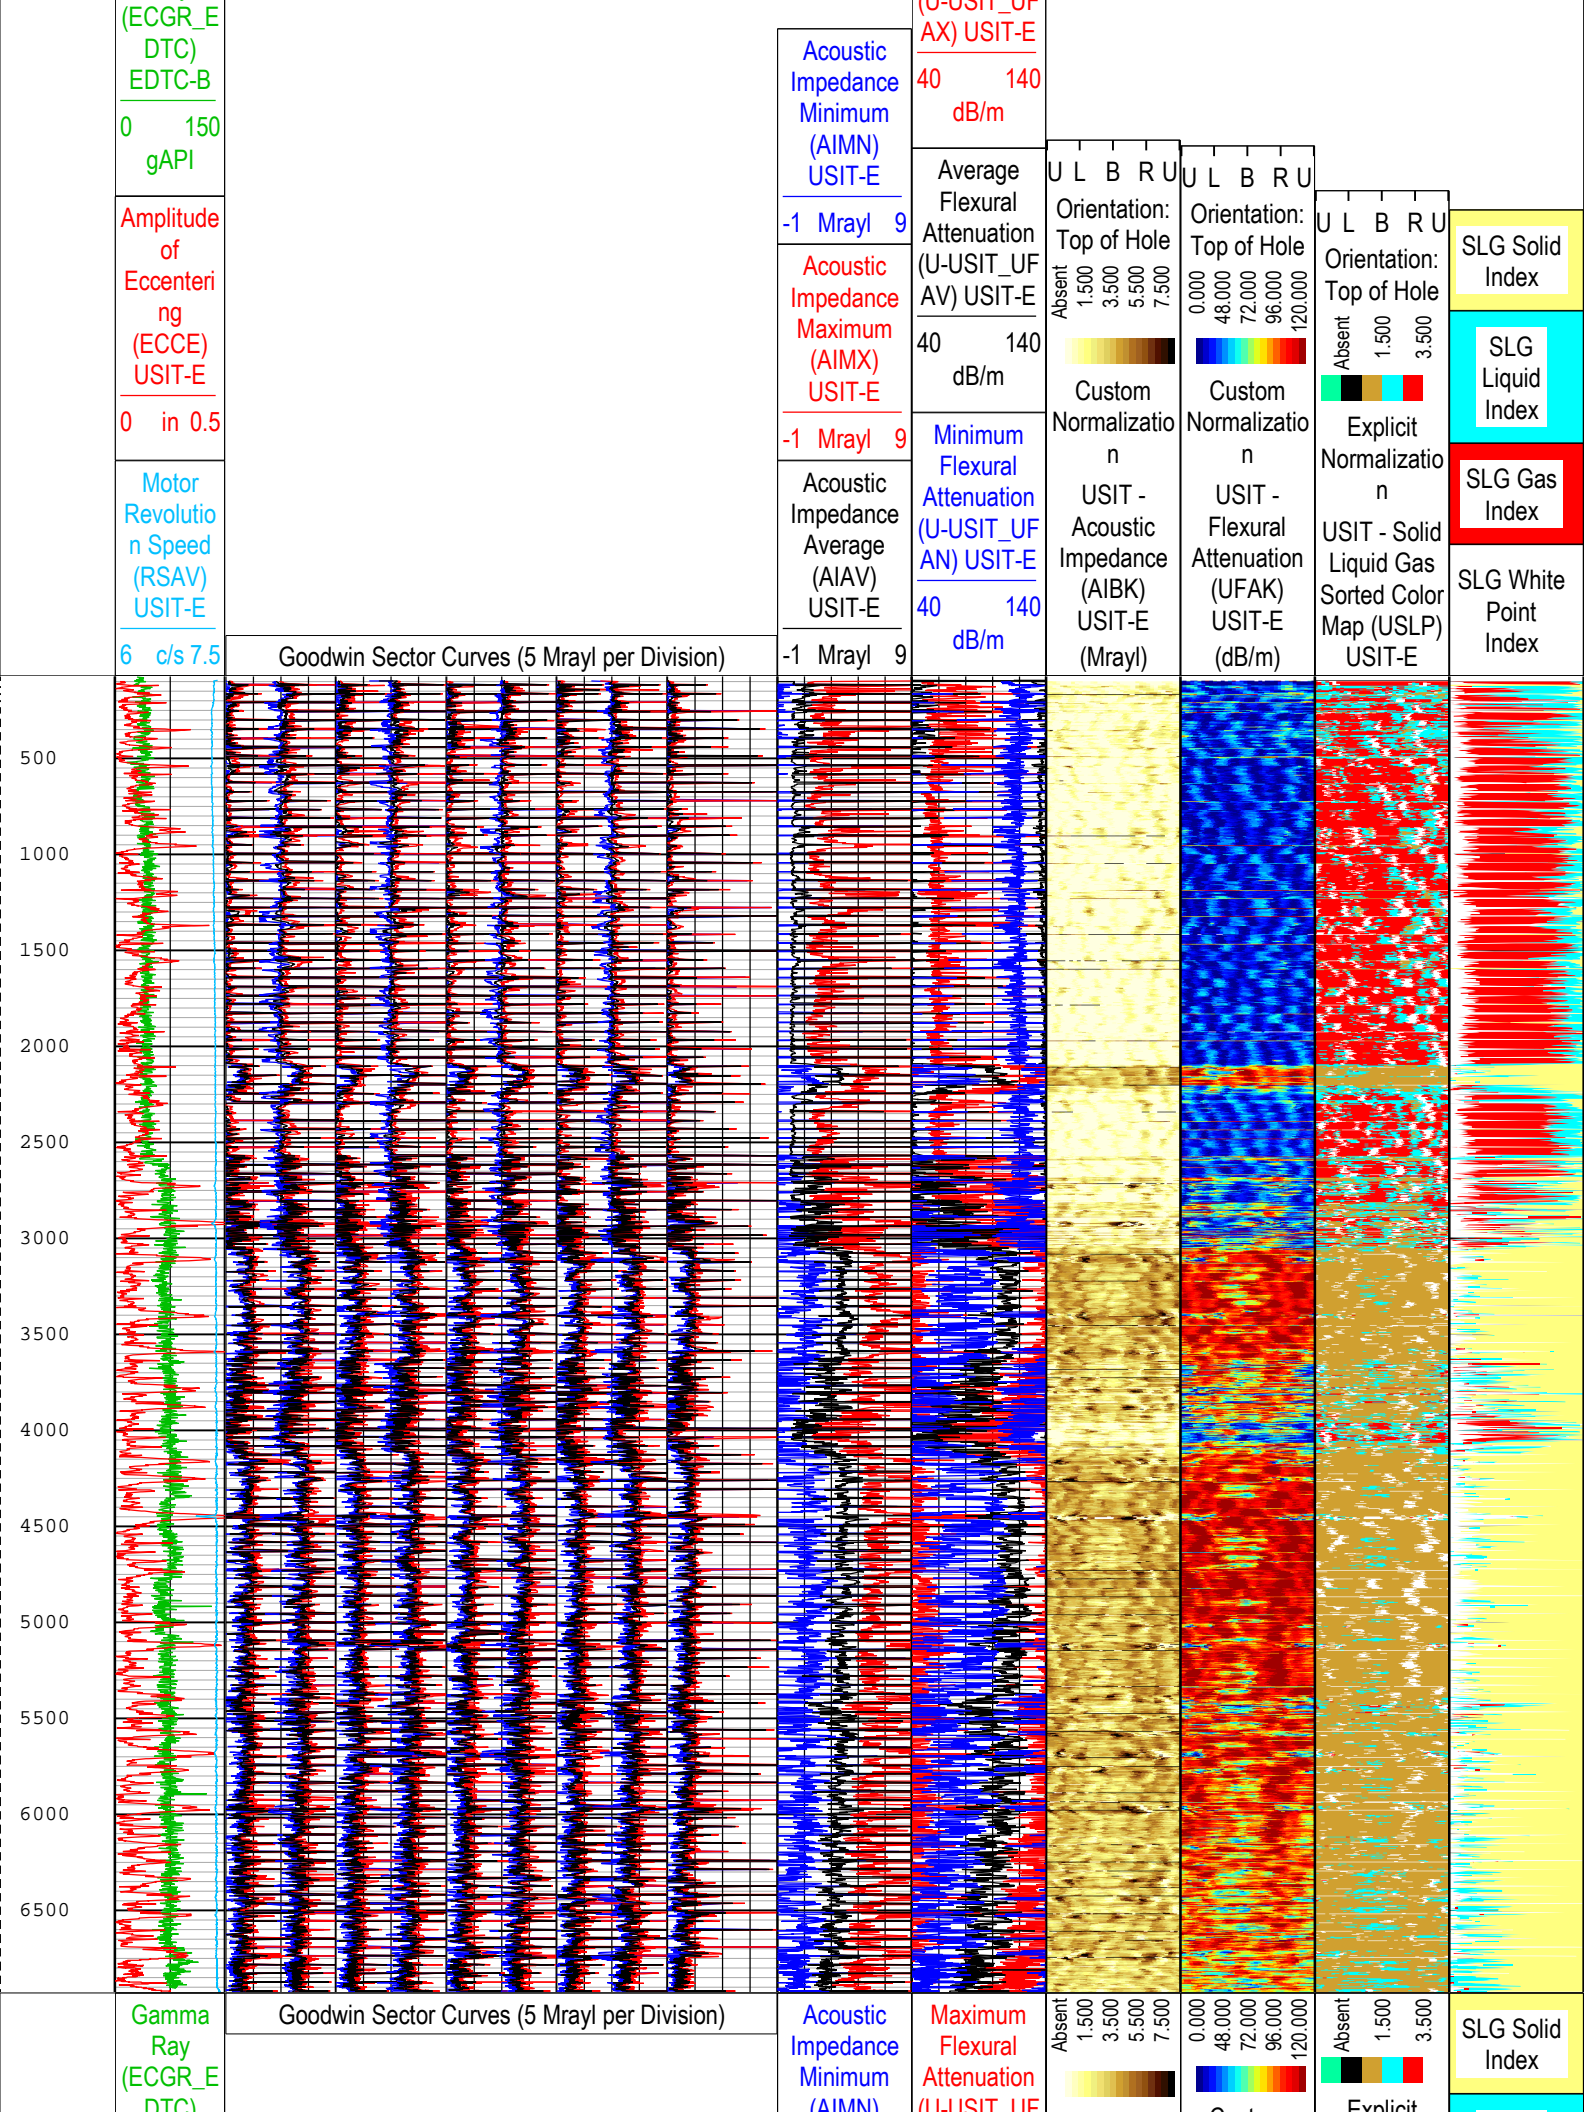 (ECGR_E
DTC)
EDTC-B
0 150
gAPI
Amplitude
of
Eccenteri
ng
(ECCE)
USIT-E
0 in 0.5
Motor
Revolutio
n Speed
(RSAV)
USIT-E
6 c/s 7.5
Goodwin Sector Curves (5 Mrayl per Division)
Acoustic
Impedance
Minimum
(AIMN)
USIT-E
-1 Mrayl 9
Acoustic
Impedance
Maximum
(AIMX)
USIT-E
-1 Mrayl 9
Acoustic
Impedance
Average
(AIAV)
USIT-E
-1 Mrayl 9
(U-USIT_UF
AX) USIT-E
40 140
dB/m
Average
Flexural
Attenuation
(U-USIT_UF
AV) USIT-E
40 140
dB/m
Minimum
Flexural
Attenuation
(U-USIT_UF
AN) USIT-E
40 140
dB/m
U L B R U
Orientation:
Top of Hole
Absent 1.500 3.500 5.500 7.500
Custom
Normalizatio
n
USIT -
Acoustic
Impedance
(AIBK)
USIT-E
(Mrayl)
U L B R U
Orientation:
Top of Hole
0.000 48.000 72.000 96.000 120.000
Custom
Normalizatio
n
USIT -
Flexural
Attenuation
(UFAK)
USIT-E
(dB/m)
U L B R U
Orientation:
Top of Hole
Absent 1.500 3.500
Explicit
Normalizatio
n
USIT - Solid
Liquid Gas
Sorted Color
Map (USLP)
USIT-E
SLG Solid
Index
SLG
Liquid
Index
SLG Gas
Index
SLG White
Point
Index
500
1000
1500
2000
2500
3000
3500
4000
4500
5000
5500
6000
6500
Gamma
Ray
(ECGR_E
DTC)
Goodwin Sector Curves (5 Mrayl per Division)
Acoustic
Impedance
Minimum
(AIMN)
Maximum
Flexural
Attenuation
(U-USIT_UF
Absent 1.500 3.500 5.500 7.500
0.000 48.000 72.000 96.000 120.000
Absent 1.500 3.500
Explicit
SLG Solid
Index